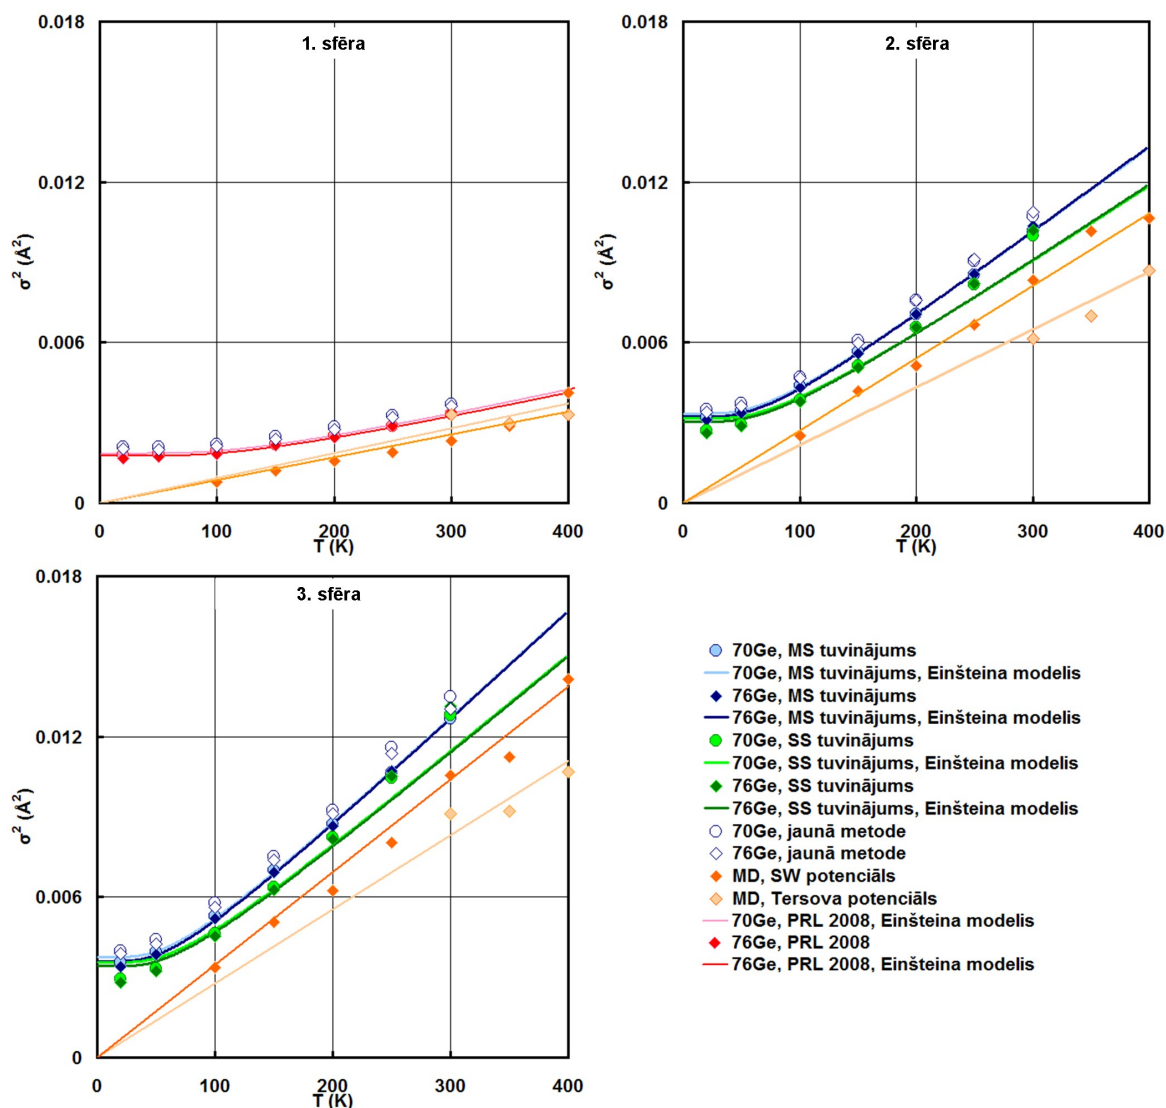 1. sfēra
0.018
0.012
0.006
0
σ² (Å²)
0
100
200
300
400
T (K)
2. sfēra
0.018
0.012
0.006
0
σ² (Å²)
0
100
200
300
400
T (K)
3. sfēra
0.018
0.012
0.006
0
σ² (Å²)
0
100
200
300
400
T (K)
70Ge, MS tuvinājums
70Ge, MS tuvinājums, Einšteina modelis
76Ge, MS tuvinājums
76Ge, MS tuvinājums, Einšteina modelis
70Ge, SS tuvinājums
70Ge, SS tuvinājums, Einšteina modelis
76Ge, SS tuvinājums
76Ge, SS tuvinājums, Einšteina modelis
70Ge, jaunā metode
76Ge, jaunā metode
MD, SW potenciāls
MD, Tersova potenciāls
70Ge, PRL 2008, Einšteina modelis
76Ge, PRL 2008
76Ge, PRL 2008, Einšteina modelis